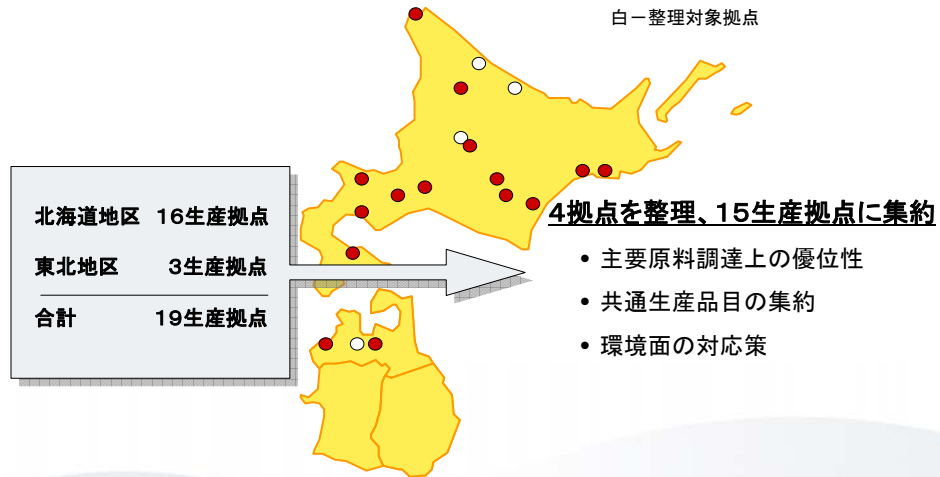 白－整理対象拠点
北海道地区 16生産拠点
東北地区 3生産拠点
合計 19生産拠点
4拠点を整理、15生産拠点に集約
• 主要原料調達上の優位性
• 共通生産品目の集約
• 環境面の対応策